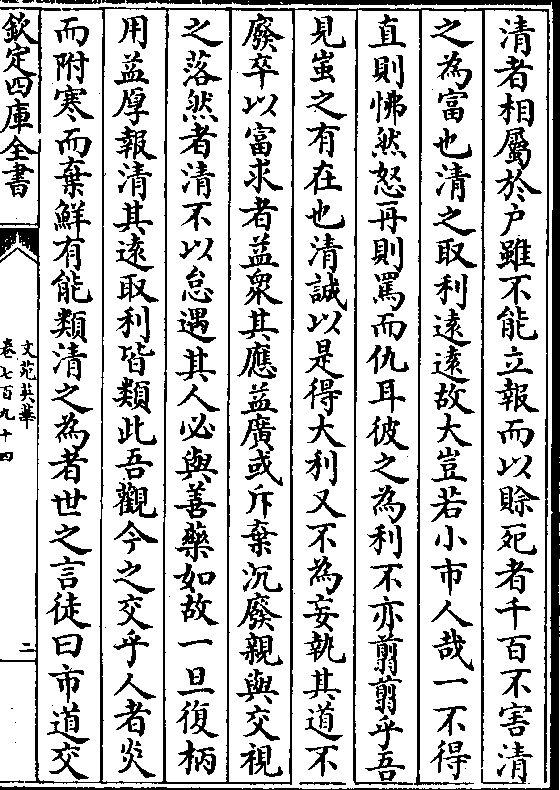 清者相屬於户雖不能立報而以賒死者千百不害清
之為富也清之取利逺逺故大豈若小市人哉一不得
直則怫然怒再則罵而仇耳彼之為利不亦翦翦乎吾
見蚩之有在也清誠以是得大利又不為妄執其道不
廢卒以富求者益衆其應益廣或斥棄沉廢親與交視
之落然者清不以怠遇其人必與善藥如故一旦復柄
用益厚報清其逺取利皆類此吾觀今之交乎人者炎
而附寒而棄鮮有能類清之為者世之言徒曰市道交
欽定四庫全書
文苑英華
卷七百九十四
二